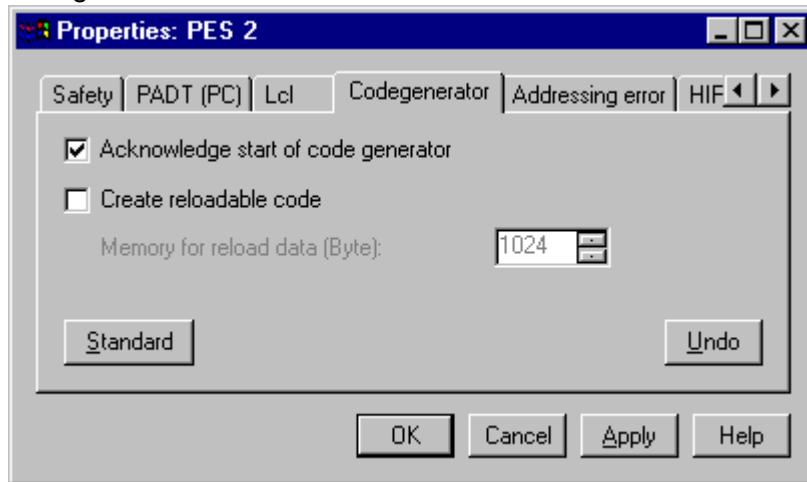 Properties: PES 2
Safety PADT (PC) Lcl Codegenerator Addressing error HIF
Acknowledge start of code generator
Create reloadable code
Memory for reload data (Byte): 1024
Standard Undo
OK Cancel Apply Help